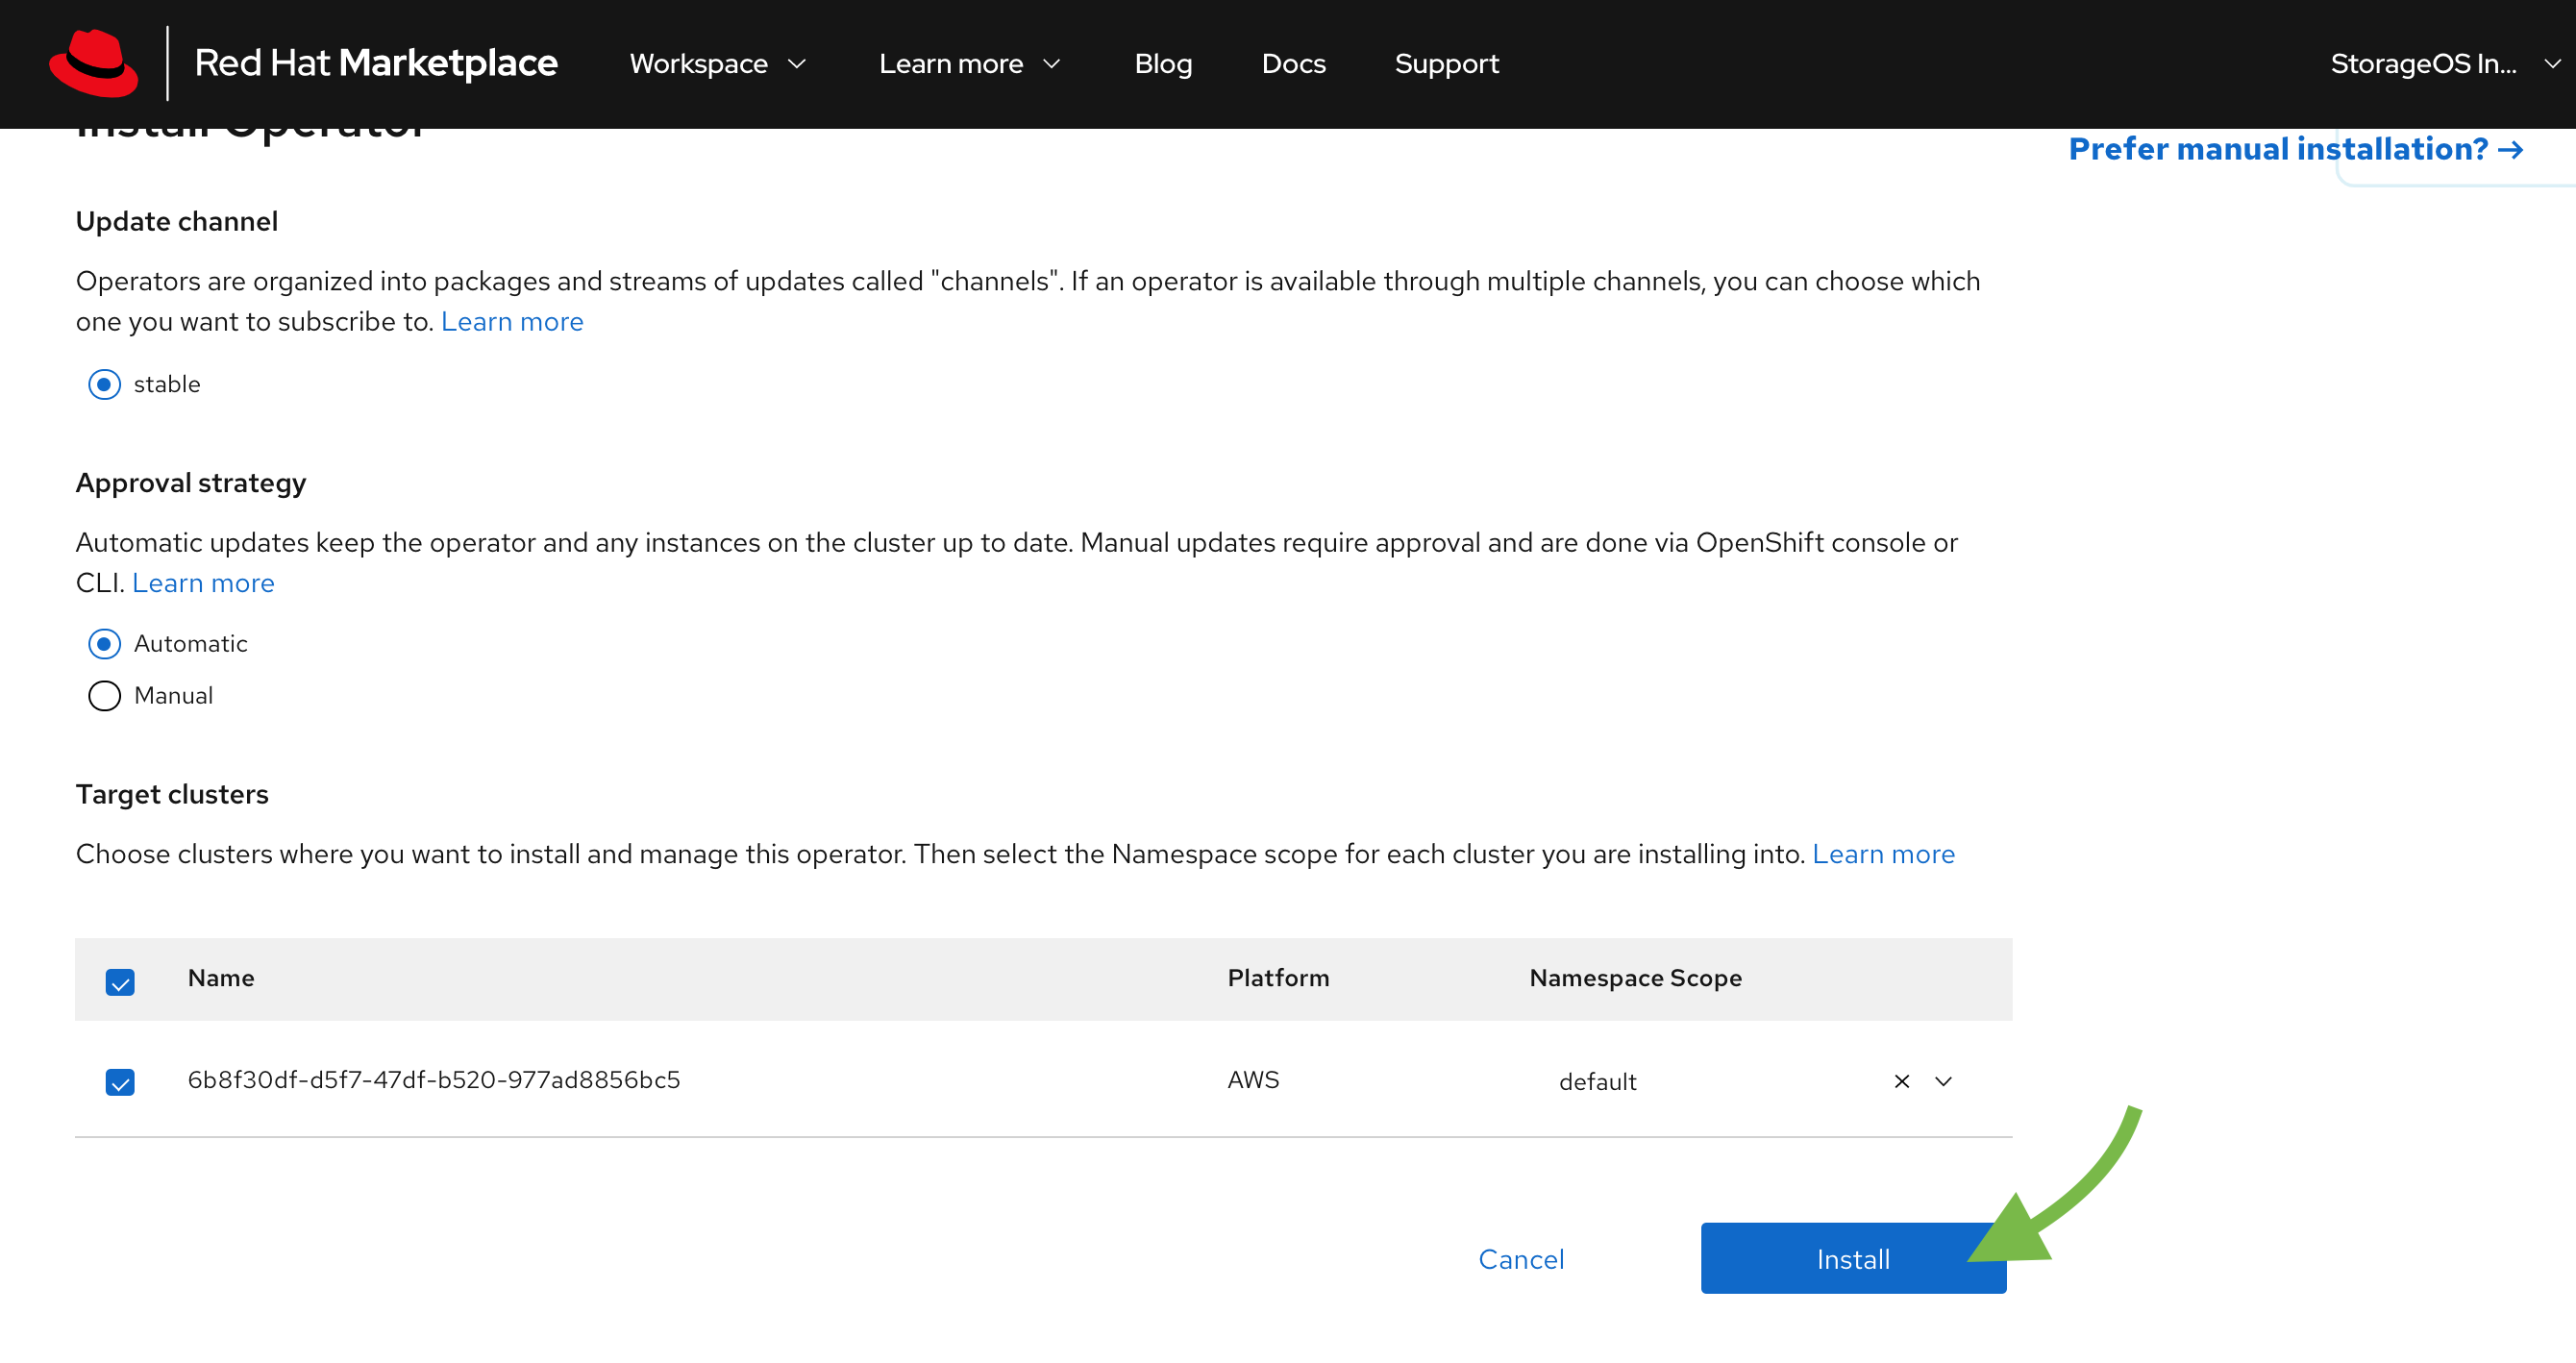 Red Hat Marketplace
Workspace
Learn more
Blog
Docs
Support
StorageOS In...
Install Operator
Prefer manual installation? →
Update channel
Operators are organized into packages and streams of updates called "channels". If an operator is available through multiple channels, you can choose which
one you want to subscribe to. Learn more
stable
Approval strategy
Automatic updates keep the operator and any instances on the cluster up to date. Manual updates require approval and are done via OpenShift console or
CLI. Learn more
Automatic
Manual
Target clusters
Choose clusters where you want to install and manage this operator. Then select the Namespace scope for each cluster you are installing into. Learn more
Name Platform Namespace Scope
6b8f30df-d5f7-47df-b520-977ad8856bc5 AWS default
Cancel
Install